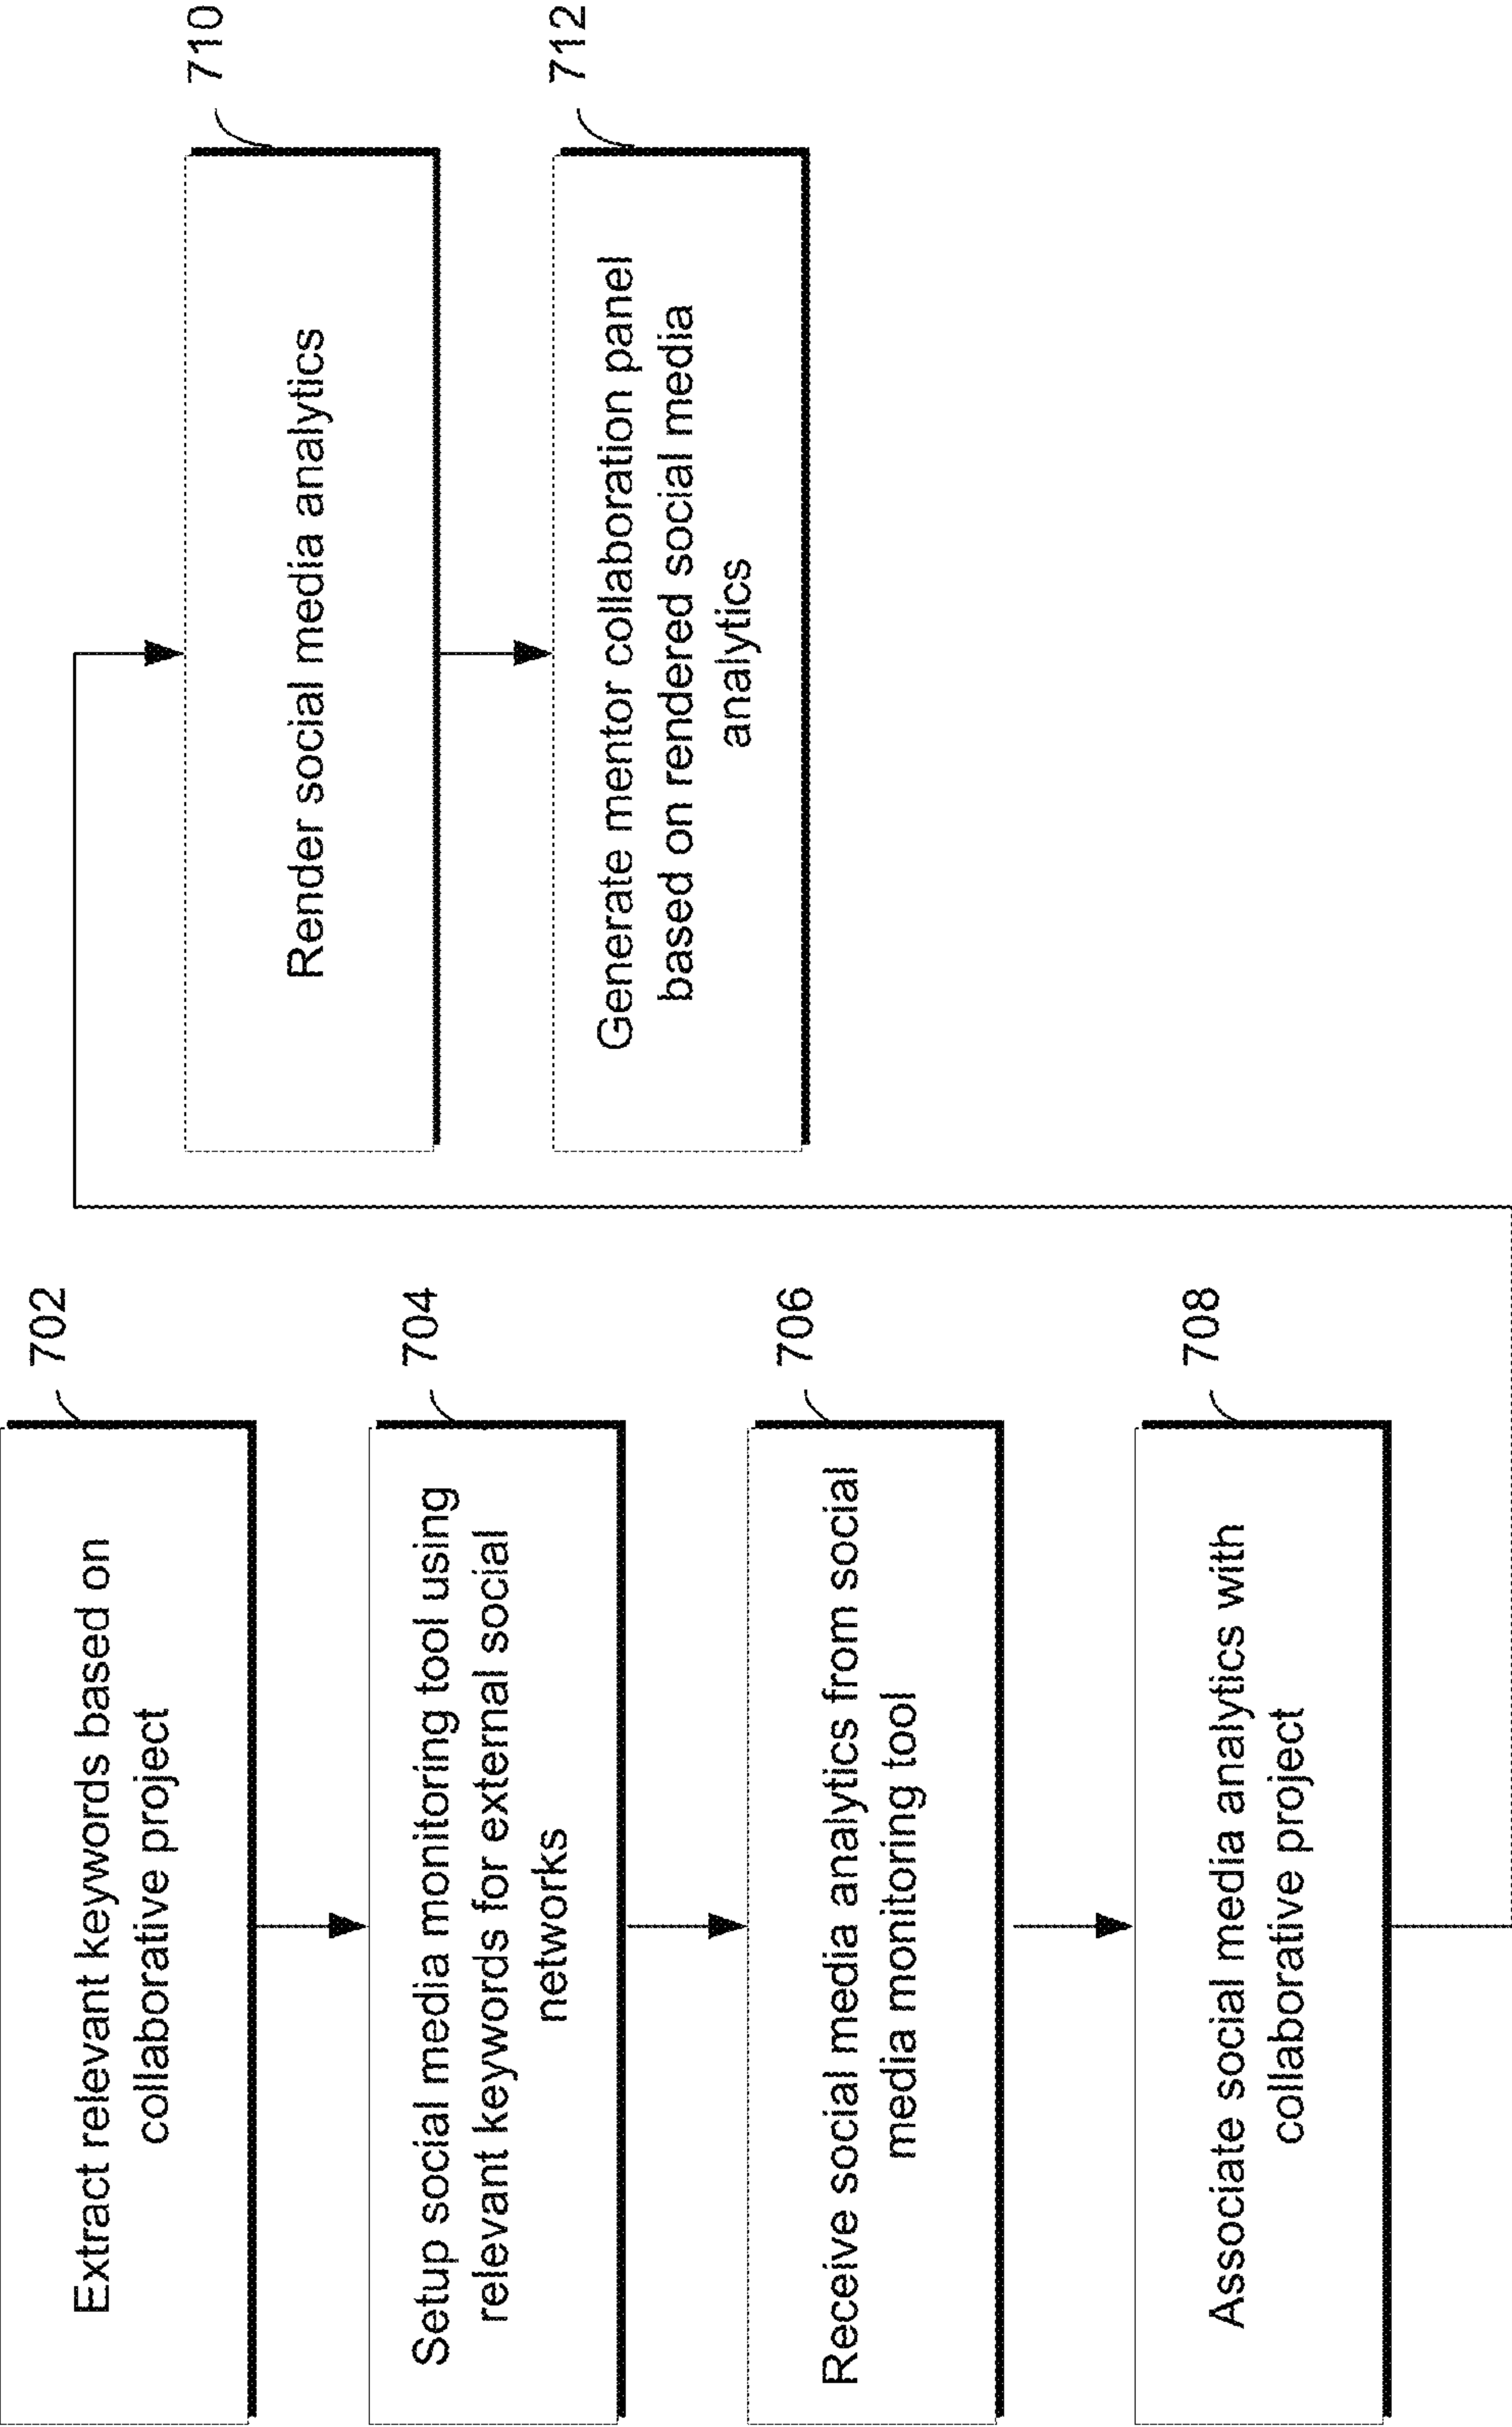 702
Extract relevant keywords based on
collaborative project
704
Setup social media monitoring tool using
relevant keywords for external social
networks
706
Receive social media analytics from social
media monitoring tool
708
Associate social media analytics with
collaborative project
710
Render social media analytics
712
Generate mentor collaboration panel
based on rendered social media
analytics